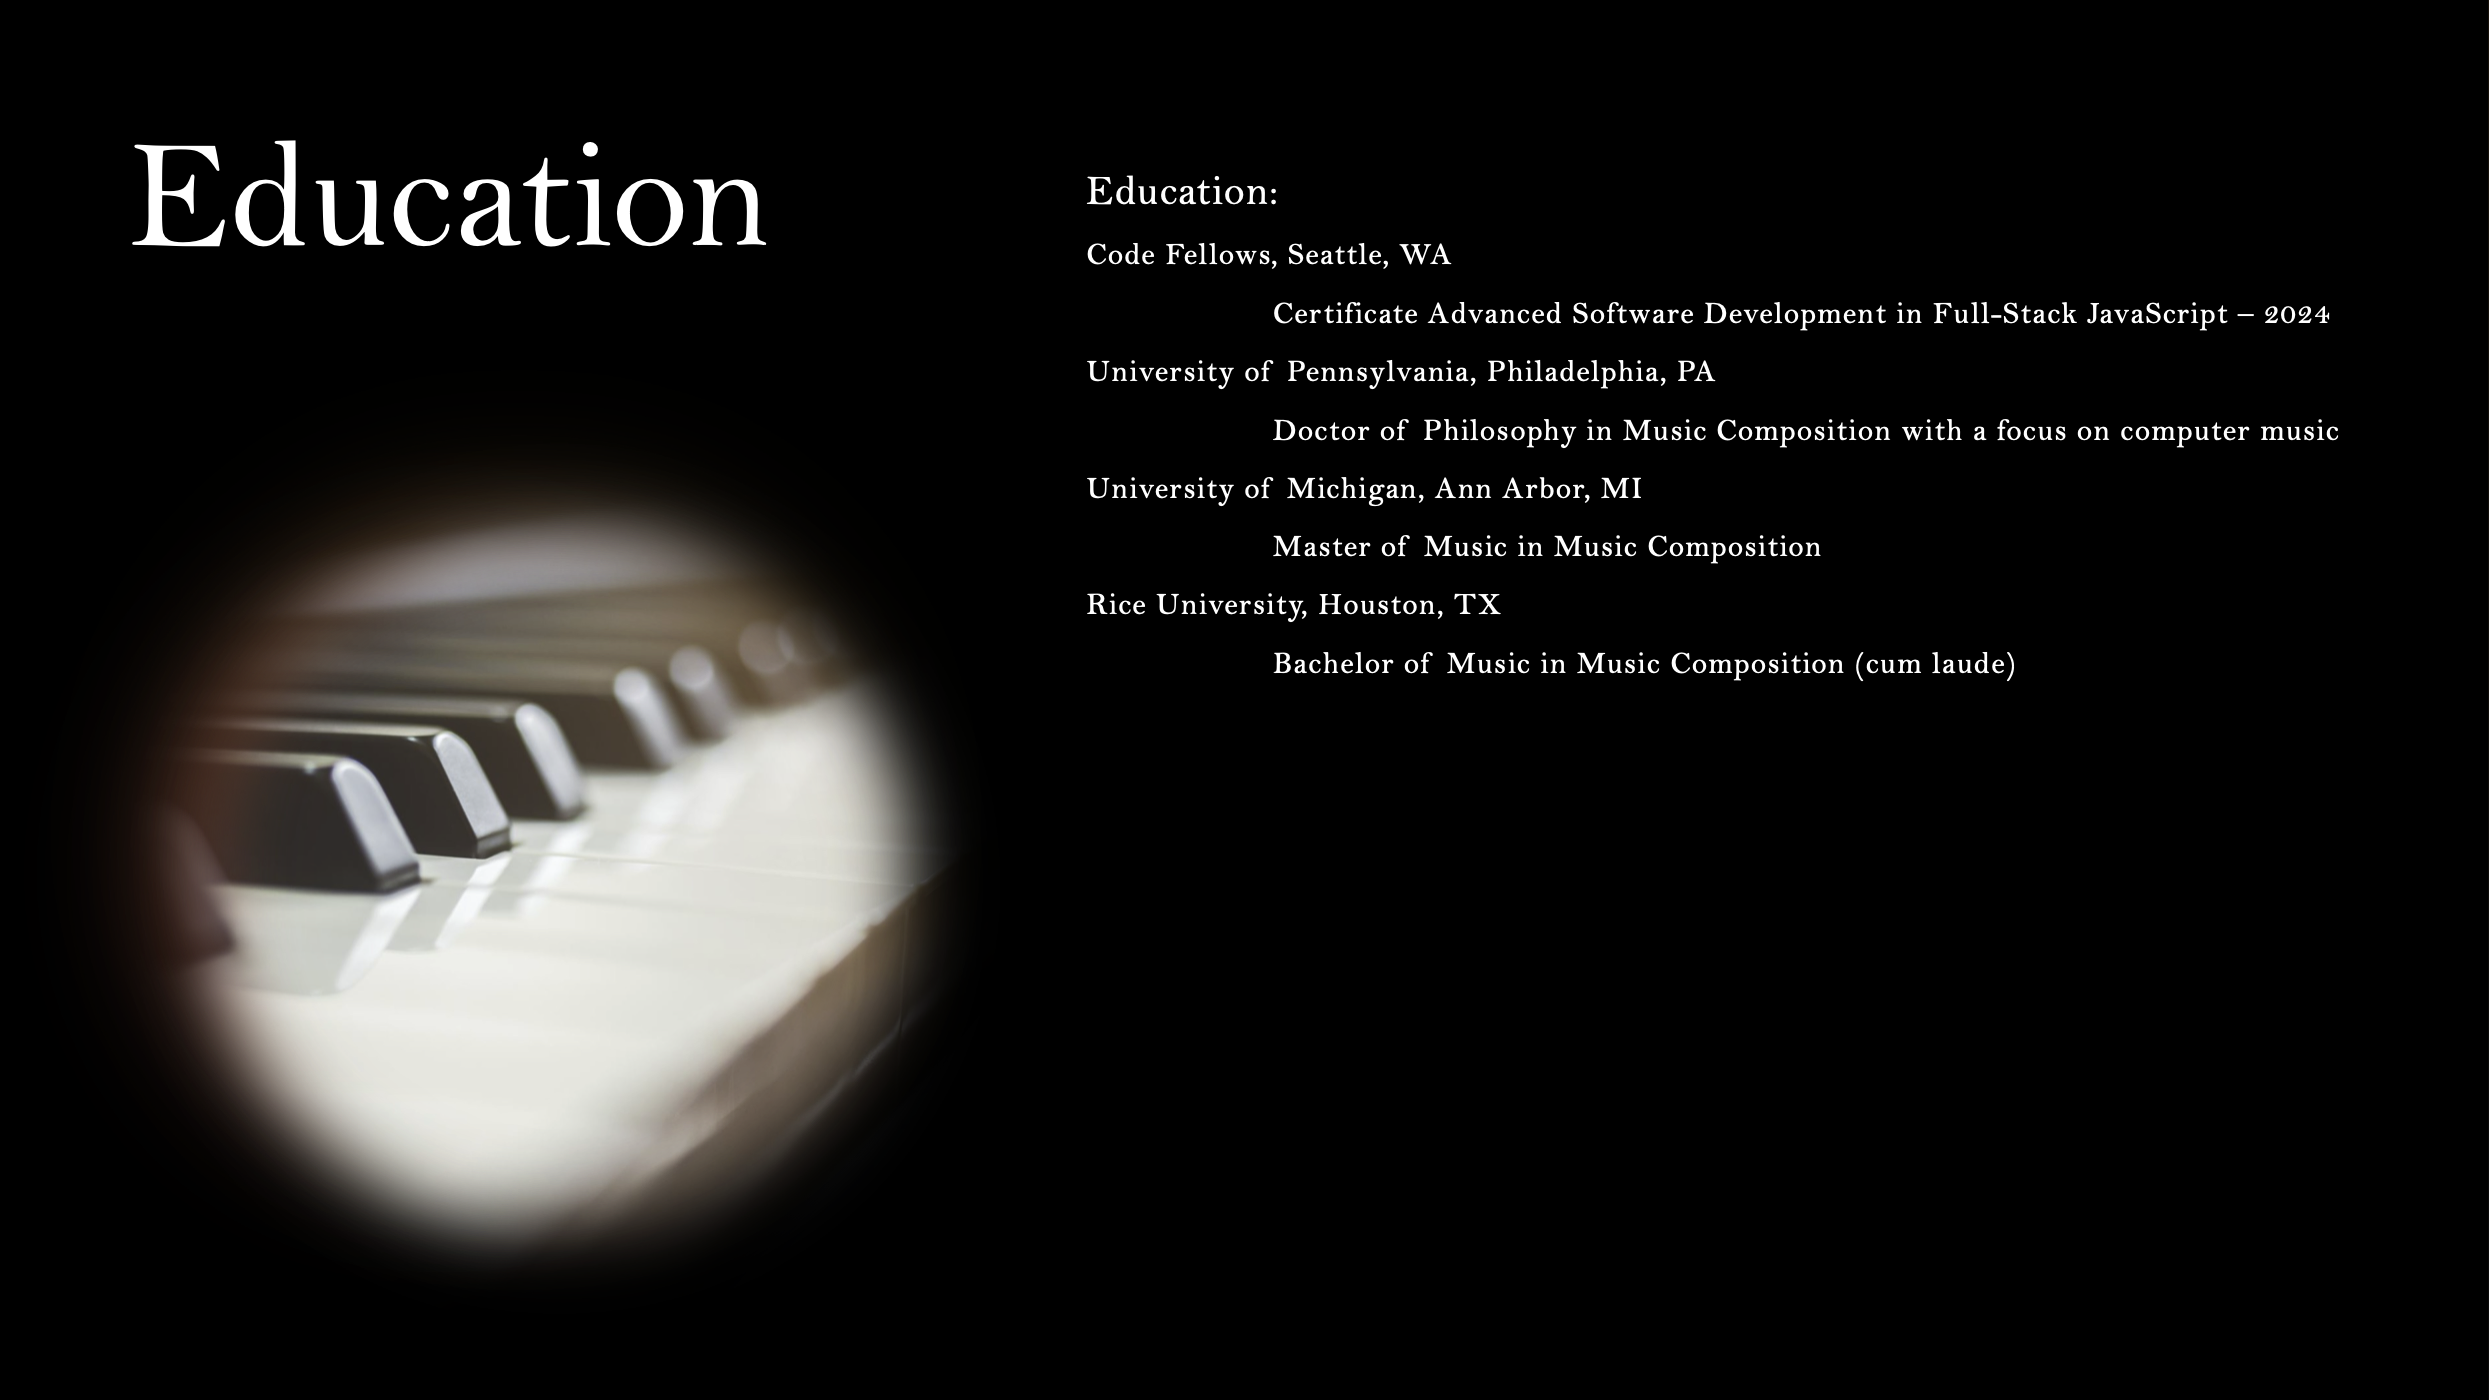 Education
Education:
Code Fellows, Seattle, WA
Certificate Advanced Software Development in Full-Stack JavaScript – 2024
University of Pennsylvania, Philadelphia, PA
Doctor of Philosophy in Music Composition with a focus on computer music
University of Michigan, Ann Arbor, MI
Master of Music in Music Composition
Rice University, Houston, TX
Bachelor of Music in Music Composition (cum laude)